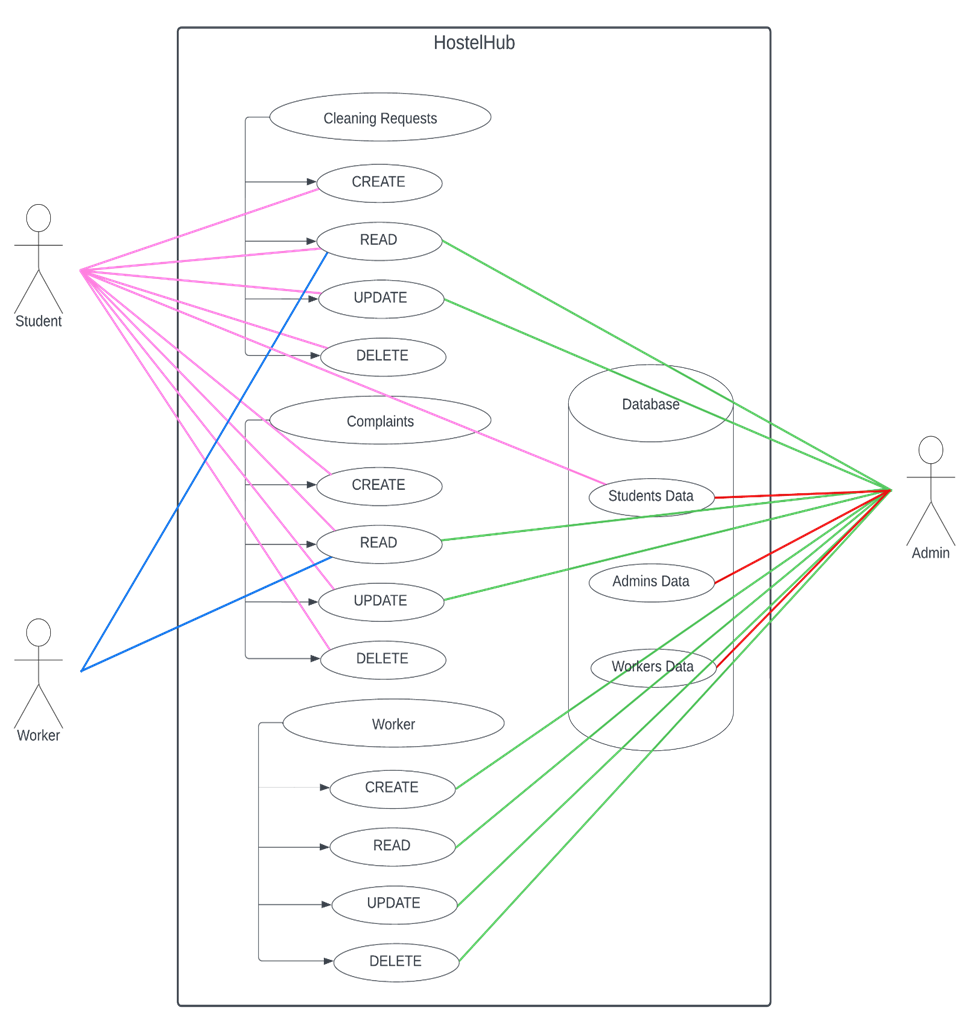 HostelHub
Cleaning Requests
CREATE
READ
UPDATE
DELETE
Student
Complaints
CREATE
READ
UPDATE
DELETE
Worker
Worker
CREATE
READ
UPDATE
DELETE
Database
Students Data
Admins Data
Workers Data
Admin